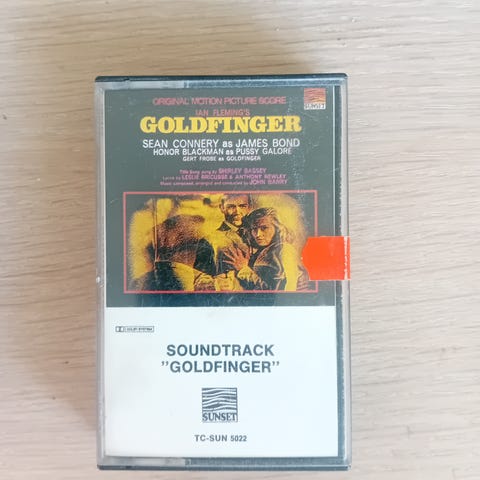 ORIGINAL MOTION PICTURE SCORE
SUNSET
IAN FLEMING'S
GOLDFINGER
SEAN CONNERY as JAMES BOND
HONOR BLACKMAN as PUSSY GALORE
GERT FROBE as GOLDFINGER
Title Song sung by SHIRLEY BASSEY
Lyrics by LESLIE BRICUSSE & ANTHONY NEWLEY
Music composed, arranged and conducted by JOHN BARRY
DOLBY SYSTEM
SOUNDTRACK
"GOLDFINGER"
SUNSET
TC-SUN 5022